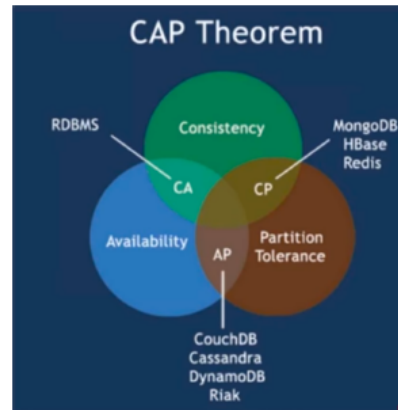 CAP Theorem
RDBMS
Consistency
MongoDB
HBase
Redis
CA
CP
Availability
Partition
Tolerance
AP
CouchDB
Cassandra
DynamoDB
Riak